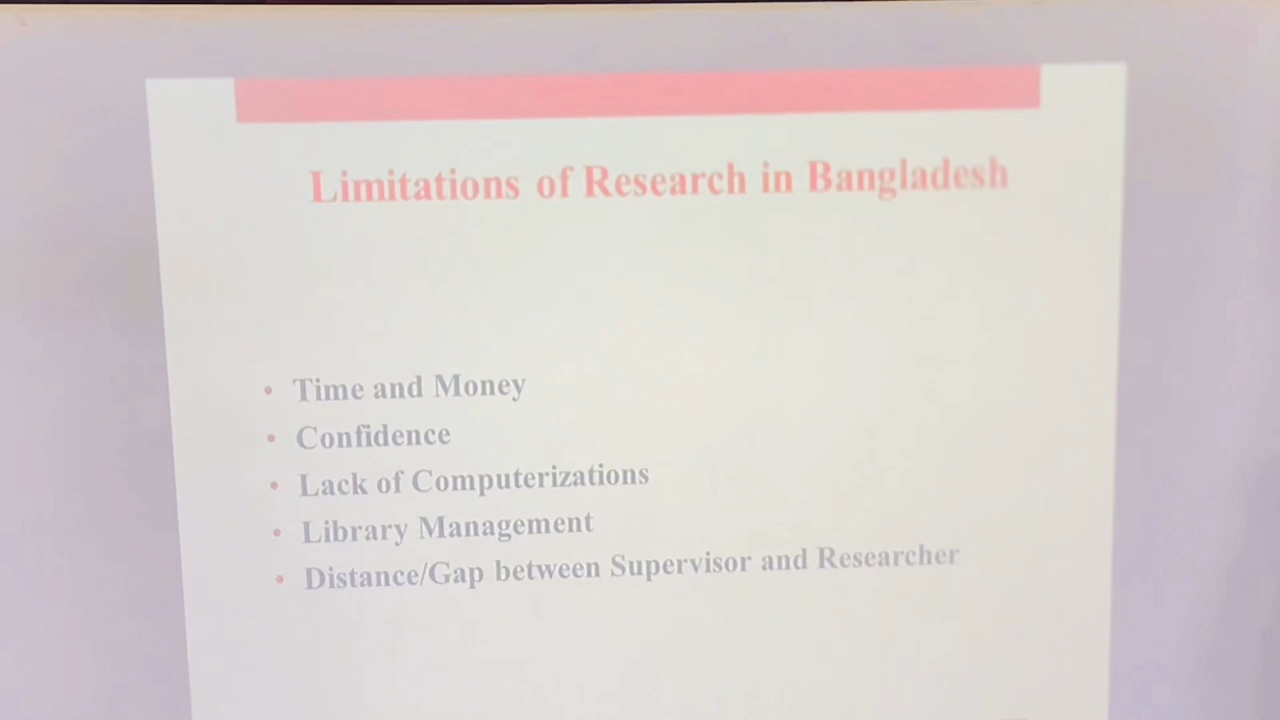 Limitations of Research in Bangladesh
• Time and Money
• Confidence
• Lack of Computerizations
• Library Management
• Distance/Gap between Supervisor and Researcher